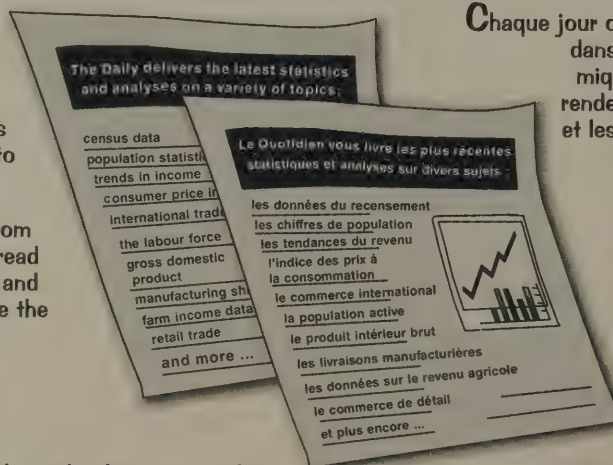 s
to
om
read
and
e the
The Daily delivers the latest statistics
and analyses on a variety of topics:
census data
population statisti
trends in income
consumer price in
international trade
the labour force
gross domestic
product
manufacturing sh
farm income data
retail trade
and more ...
Le Quotidien vous livre les plus récentes
statistiques et analyses sur divers sujets :
les données du recensement
les chiffres de population
les tendances du revenu
l'indice des prix à
la consommation
le commerce international
la population active
le produit intérieur brut
les livraisons manufacturières
les données sur le revenu agricole
le commerce de détail
et plus encore ...
Chaque jour
dans
miq
rende
et les